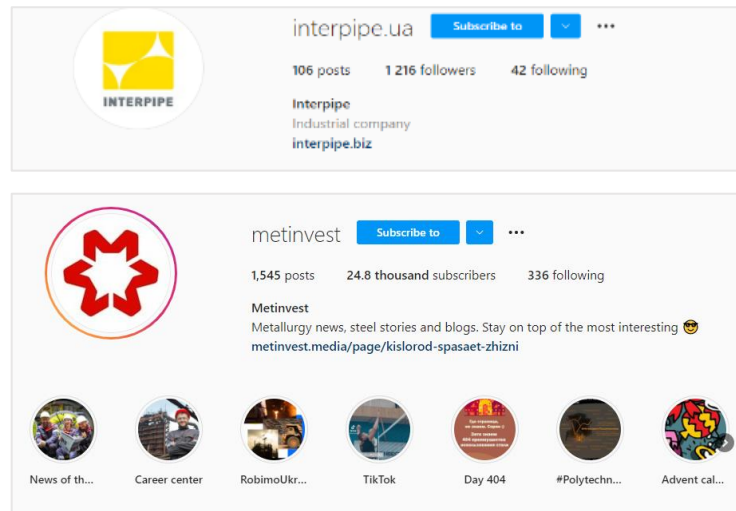 interpipe.ua Subscribe to
106 posts 1 216 followers 42 following
INTERPIPE
Interpipe
Industrial company
interpipe.biz
metinvest Subscribe to
1,545 posts 24.8 thousand subscribers 336 following
Metinvest
Metallurgy news, steel stories and blogs. Stay on top of the most interesting 😎
metinvest.media/page/kislorod-spasaet-zhizni
News of th... Career center RobimoUkr... TikTok Day 404 #Polytechn... Advent cal...